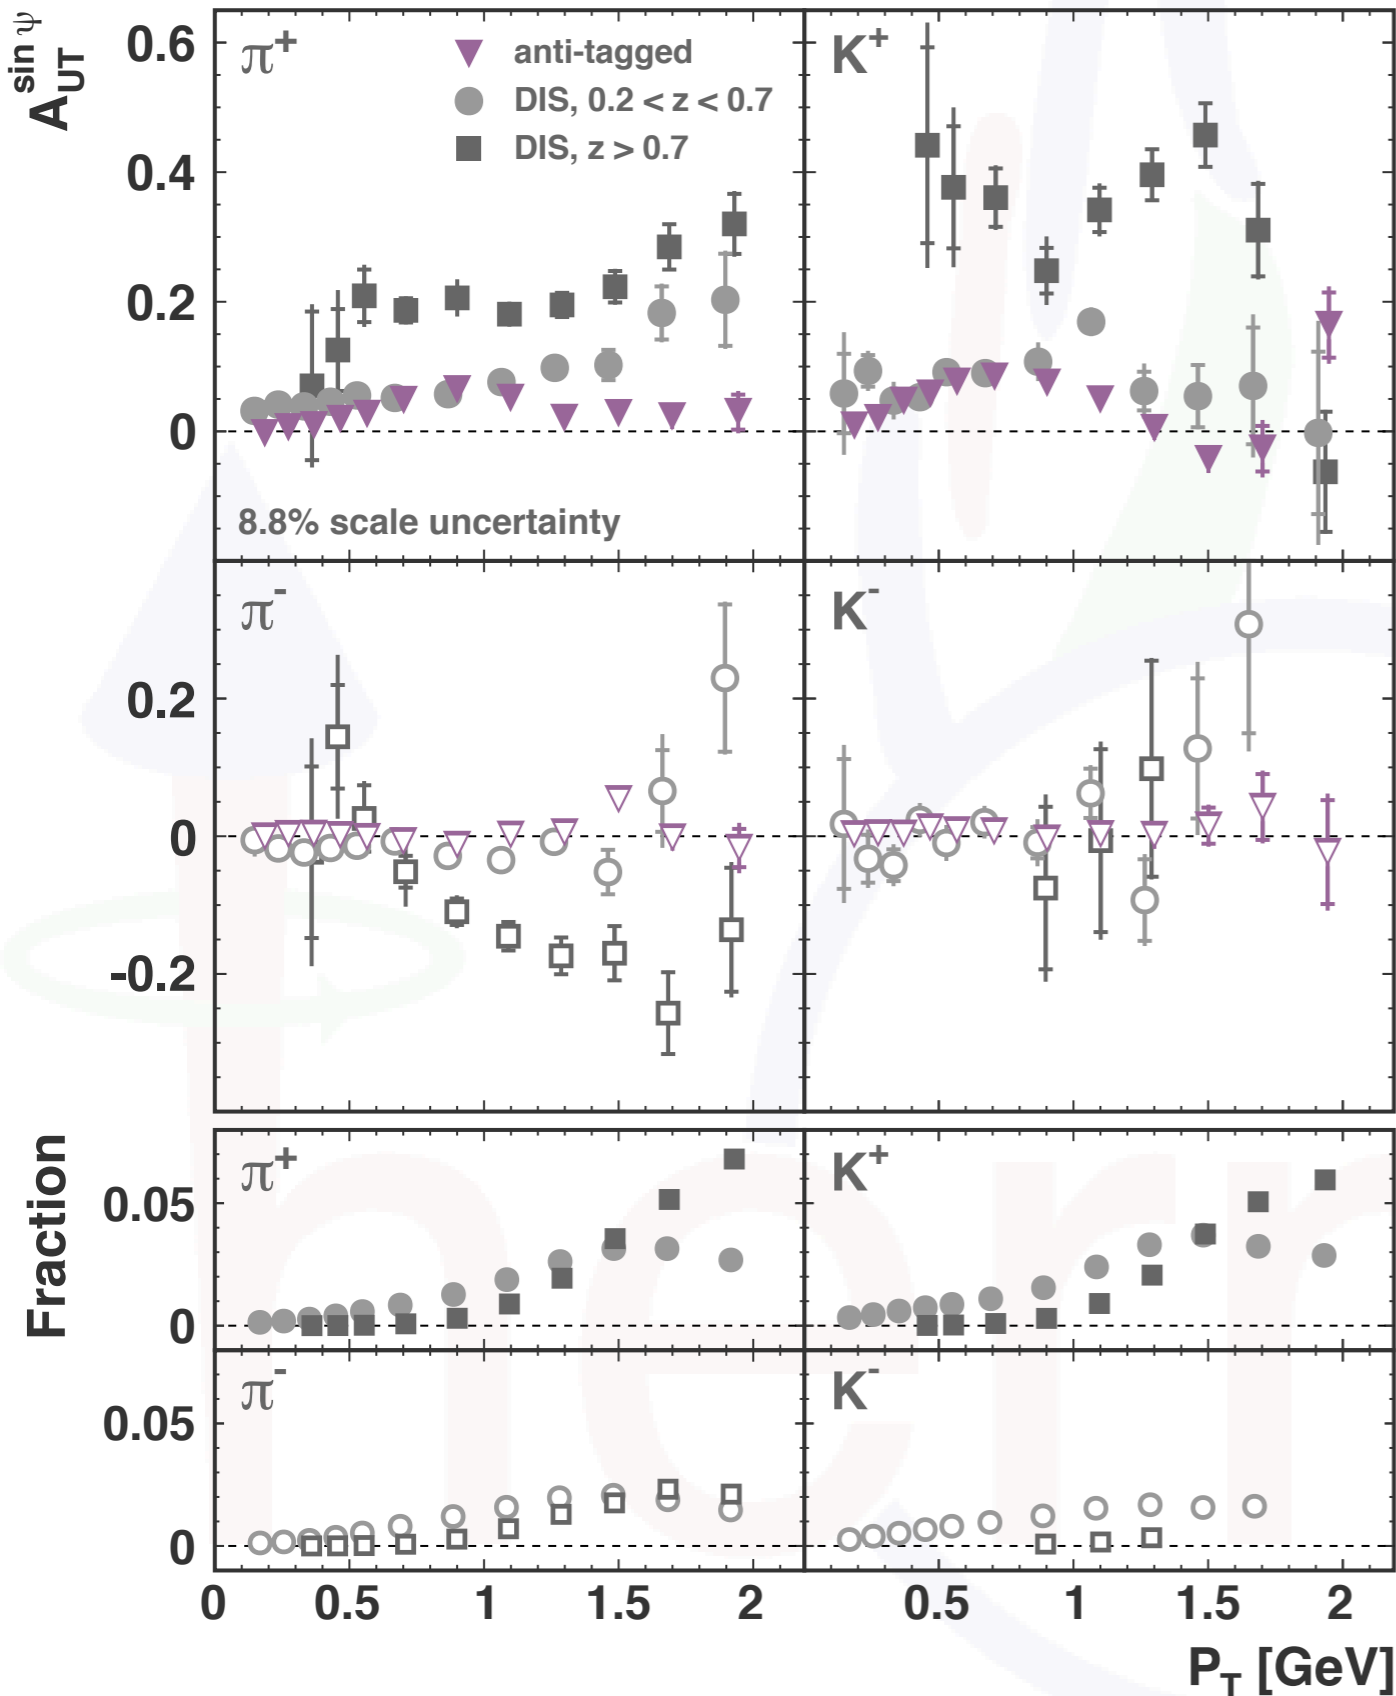 A_UT^sin ψ
0.6
0.4
0.2
0
π+
anti-tagged
DIS, 0.2 < z < 0.7
DIS, z > 0.7
8.8% scale uncertainty
K+
0.2
0
-0.2
π-
K-
Fraction
0.05
0
π+
K+
0.05
0
π-
K-
0 0.5 1 1.5 2 0.5 1 1.5 2
P_T [GeV]
herm